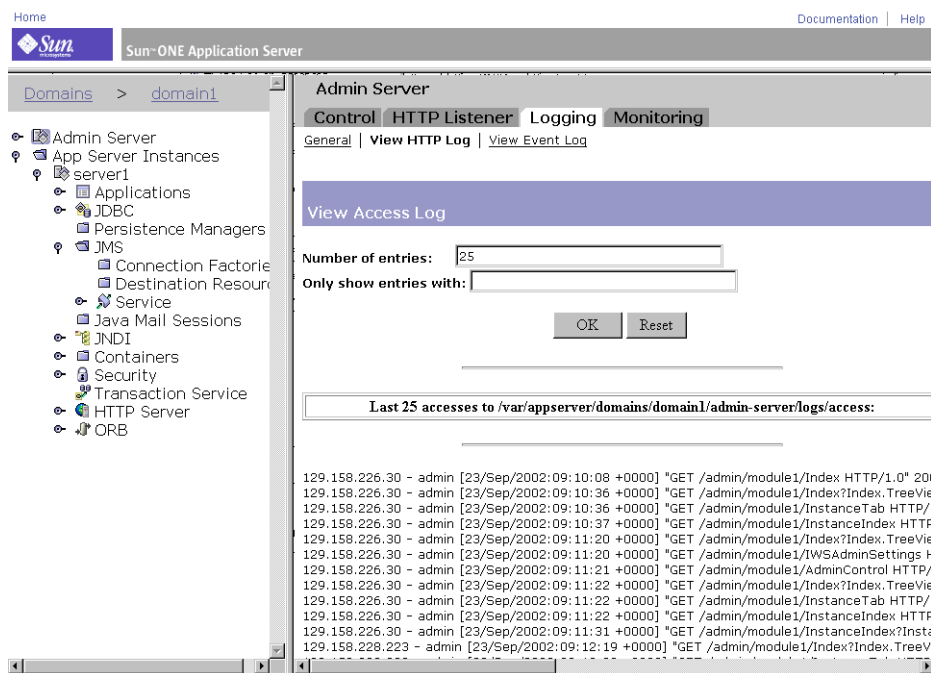 Home
Documentation | Help
Sun
microsystems
Sun™ ONE Application Server
Domains > domain1
Admin Server
App Server Instances
server1
Applications
JDBC
Persistence Managers
JMS
Connection Factorie
Destination Resour
Service
Java Mail Sessions
JNDI
Containers
Security
Transaction Service
HTTP Server
ORB
Admin Server
Control HTTP Listener Logging Monitoring
General | View HTTP Log | View Event Log
View Access Log
Number of entries: 25
Only show entries with:
OK Reset
Last 25 accesses to /var/appserver/domains/domain1/admin-server/logs/access:
129.158.226.30 - admin [23/Sep/2002:09:10:08 +0000] "GET /admin/module1/Index HTTP/1.0" 20
129.158.226.30 - admin [23/Sep/2002:09:10:36 +0000] "GET /admin/module1/Index?Index.TreeVie
129.158.226.30 - admin [23/Sep/2002:09:10:36 +0000] "GET /admin/module1/InstanceTab HTTP/
129.158.226.30 - admin [23/Sep/2002:09:10:37 +0000] "GET /admin/module1/InstanceIndex HTTP
129.158.226.30 - admin [23/Sep/2002:09:11:20 +0000] "GET /admin/module1/Index?Index.TreeVie
129.158.226.30 - admin [23/Sep/2002:09:11:20 +0000] "GET /admin/module1/IWSAdminSettings H
129.158.226.30 - admin [23/Sep/2002:09:11:21 +0000] "GET /admin/module1/AdminControl HTTP/
129.158.226.30 - admin [23/Sep/2002:09:11:22 +0000] "GET /admin/module1/Index?Index.TreeVie
129.158.226.30 - admin [23/Sep/2002:09:11:22 +0000] "GET /admin/module1/InstanceTab HTTP/
129.158.226.30 - admin [23/Sep/2002:09:11:22 +0000] "GET /admin/module1/InstanceIndex HTTP
129.158.226.30 - admin [23/Sep/2002:09:11:31 +0000] "GET /admin/module1/InstanceIndex?Insta
129.158.228.223 - admin [23/Sep/2002:09:12:19 +0000] "GET /admin/module1/Index?Index.TreeV